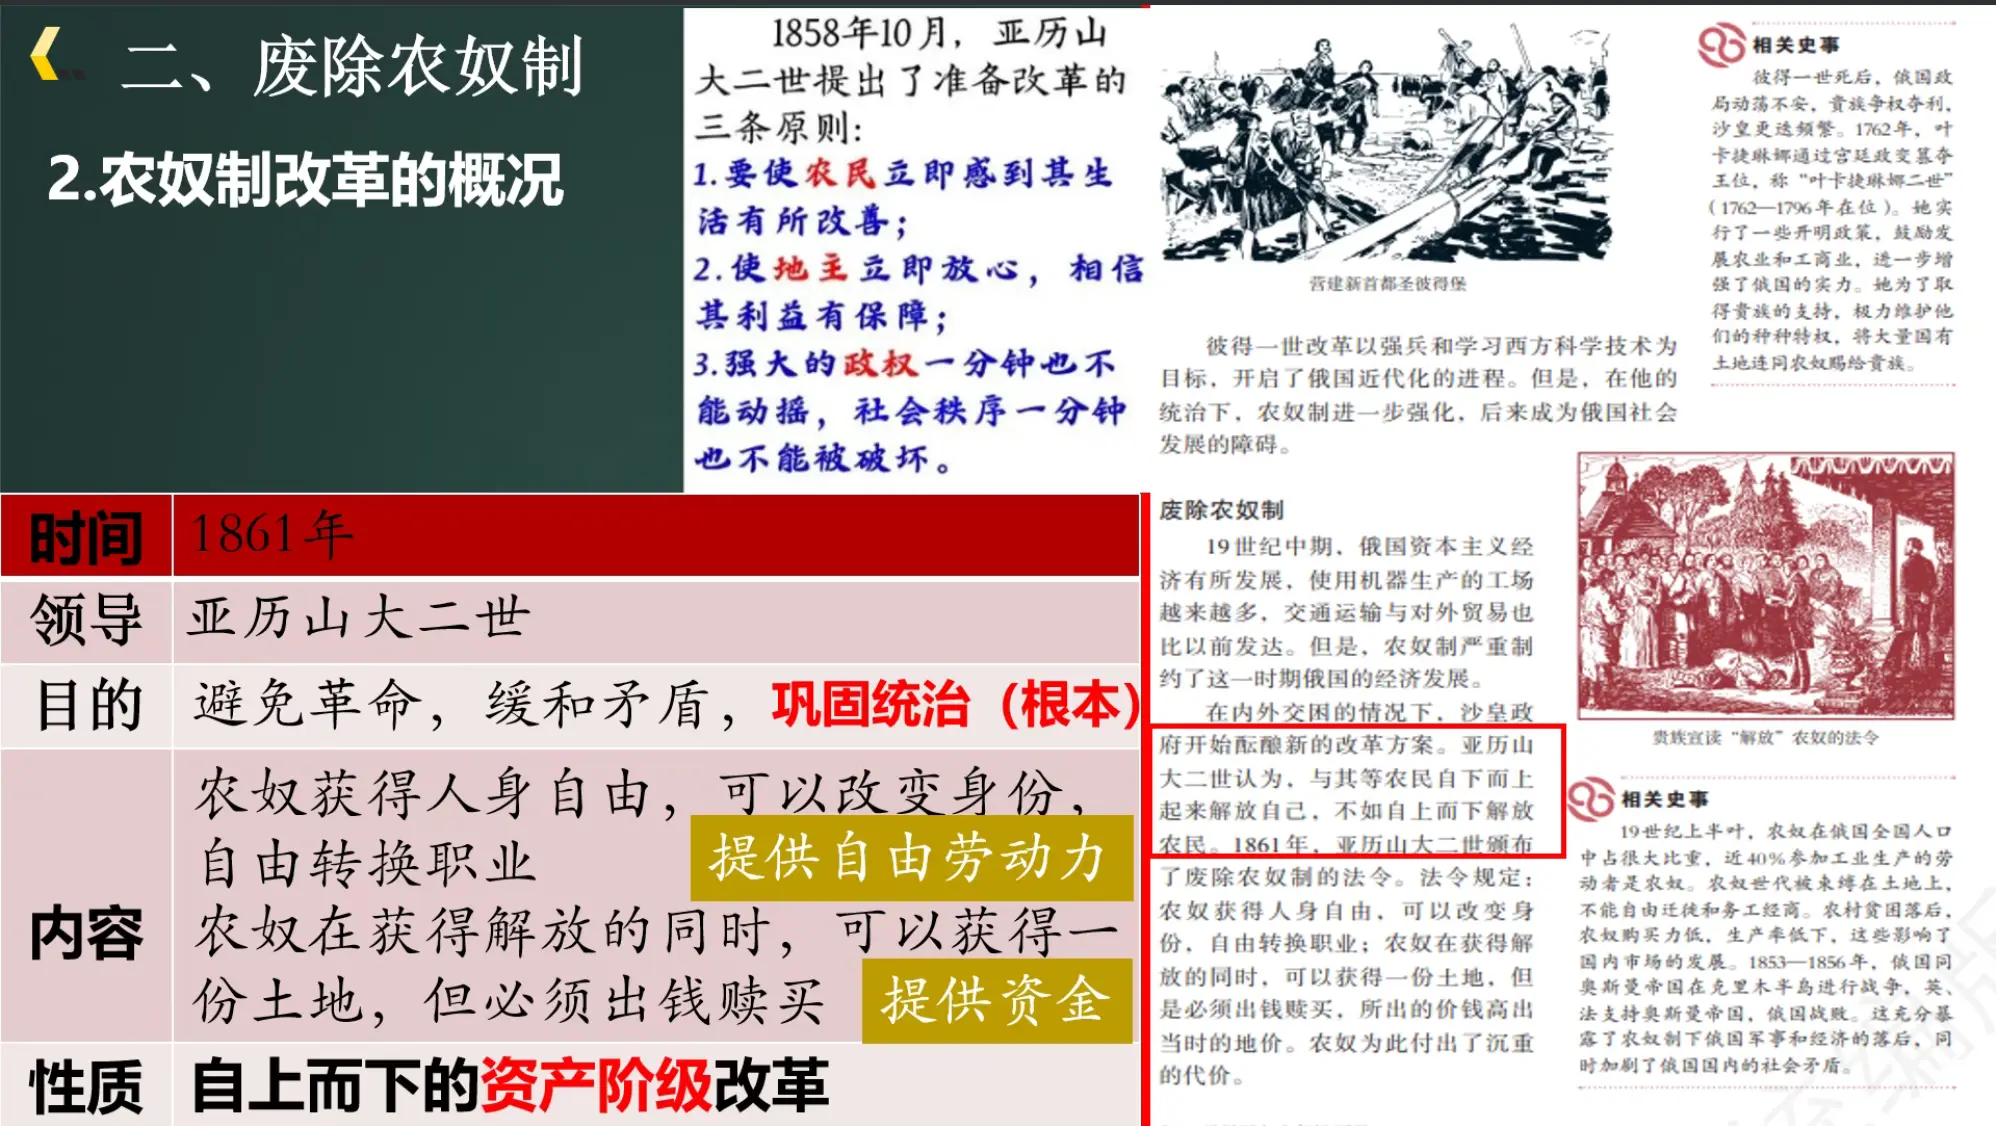 二、废除农奴制
2.农奴制改革的概况
1858年10月，亚历山
大二世提出了准备改革的
三条原则：
1.要使农民立即感到其生
活有所改善；
2.使地主立即放心，相信
其利益有保障；
3.强大的政权一分钟也不
能动摇，社会秩序一分钟
也不能被破坏。
时间 1861年
领导 亚历山大二世
目的 避免革命，缓和矛盾，巩固统治（根本）
内容
农奴获得人身自由，可以改变身份，
自由转换职业
提供自由劳动力
农奴在获得解放的同时，可以获得一
份土地，但必须出钱赎买
提供资金
性质 自上而下的资产阶级改革
营建新首都圣彼得堡
相关史事
彼得一世死后，俄国政
局动荡不安，贵族争权夺利，
沙皇更迭频繁。1762年，叶
卡捷琳娜通过宫廷政变篡夺
王位，称“叶卡捷琳娜二世”
（1762—1796年在位）。她实
行了一些开明政策，鼓励发
展农业和工商业，进一步增
强了俄国的实力。她为了取
得贵族的支持，极力维护他
们的种种特权，将大量国有
土地连同农奴赐给贵族。
彼得一世改革以强兵和学习西方科学技术为
目标，开启了俄国近代化的进程。但是，在他的
统治下，农奴制进一步强化，后来成为俄国社会
发展的障碍。
废除农奴制
19世纪中期，俄国资本主义经
济有所发展，使用机器生产的工场
越来越多，交通运输与对外贸易也
比以前发达。但是，农奴制严重制
约了这一时期俄国的经济发展。
在内外交困的情况下，沙皇政
府开始酝酿新的改革方案。亚历山
大二世认为，与其等农民自下而上
起来解放自己，不如自上而下解放
农民。1861年，亚历山大二世颁布
了废除农奴制的法令。法令规定：
农奴获得人身自由，可以改变身
份，自由转换职业；农奴在获得解
放的同时，可以获得一份土地，但
是必须出钱赎买，所出的价钱高出
当时的地价。农奴为此付出了沉重
的代价。
贵族宣读“解放”农奴的法令
相关史事
19世纪上半叶，农奴在俄国全国人口
中占很大比重，近40%参加工业生产的劳
动者是农奴。农奴世代被束缚在土地上，
不能自由迁徙和务工经商。农村贫困落后，
农奴购买力低，生产率低下，这些影响了
国内市场的发展。1853—1856年，俄国同
奥斯曼帝国在克里木半岛进行战争，英、
法支持奥斯曼帝国，俄国战败。这充分暴
露了农奴制下俄国军事和经济的落后，同
时加剧了俄国国内的社会矛盾。